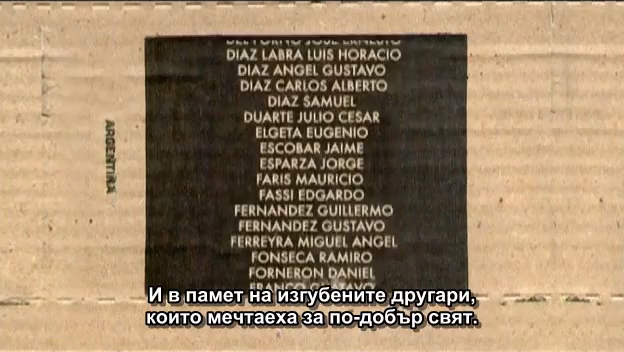 DIAZ LABRA LUIS HORACIO
DIAZ ANGEL GUSTAVO
DIAZ CARLOS ALBERTO
DIAZ SAMUEL
DUARTE JULIO CESAR
ELGETA EUGENIO
ESCOBAR JAIME
ESPARZA JORGE
FARIS MAURICIO
FASSI EDGARDO
FERNANDEZ GUILLERMO
FERNANDEZ GUSTAVO
FERREYRA MIGUEL ANGEL
FONSECA RAMIRO
FORNERON DANIEL
FRANCO GUSTAVO
ARGENTINA
И в памет на изгубените другари,
които мечтаеха за по-добър свят.